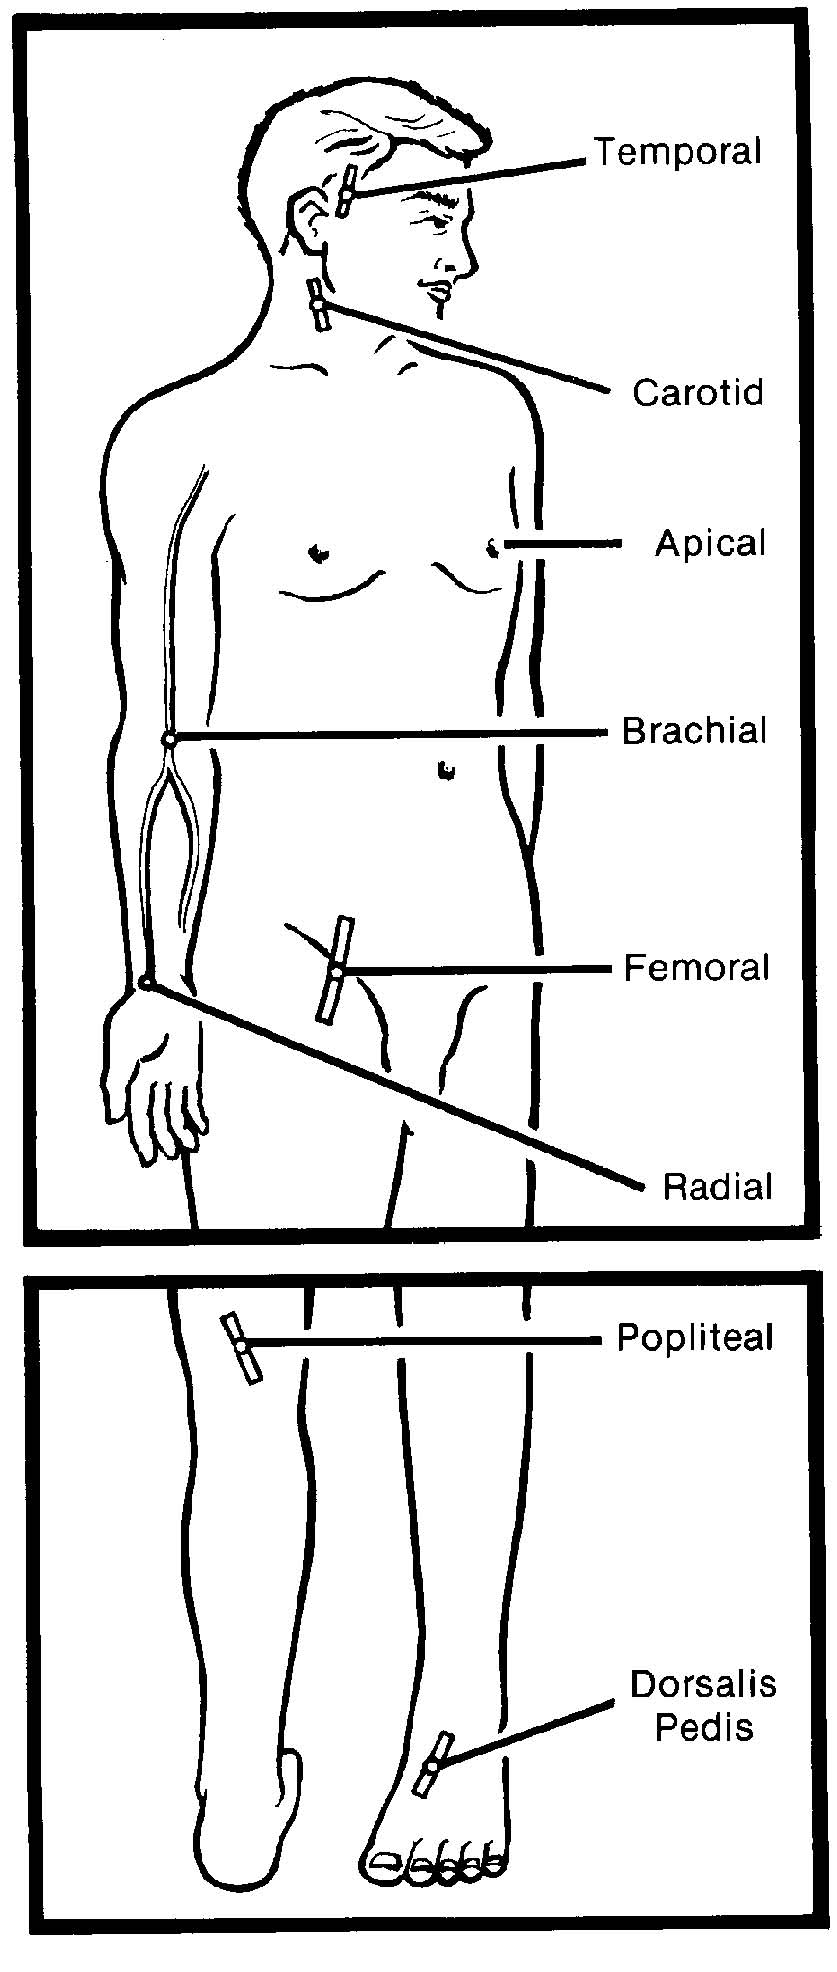 Temporal
Carotid
Apical
Brachial
Femoral
Radial
Popliteal
Dorsalis
Pedis